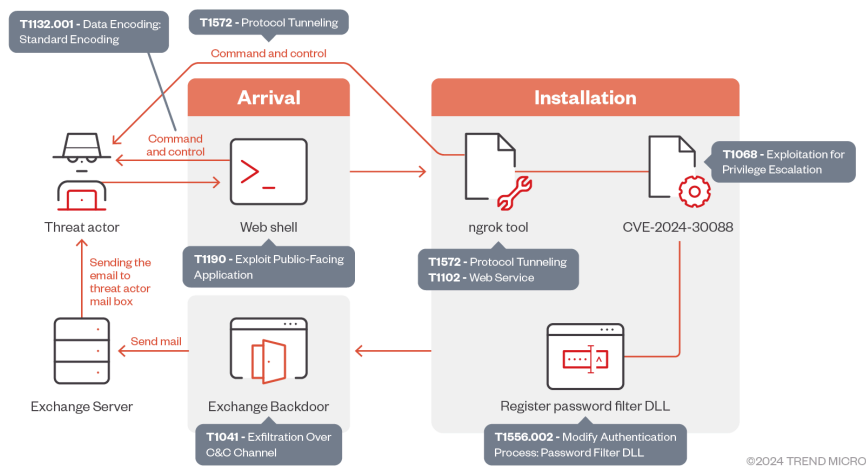 T1132.001 - Data Encoding:
Standard Encoding
T1572 - Protocol Tunneling
Command and control
Arrival
Installation
Command
and control
T1068 - Exploitation for
Privilege Escalation
Threat actor
Web shell
ngrok tool
CVE-2024-30088
T1190 - Exploit Public-Facing
Application
T1572 - Protocol Tunneling
T1102 - Web Service
Sending the
email to
threat actor
mail box
Send mail
Exchange Server
Exchange Backdoor
Register password filter DLL
T1041 - Exfiltration Over
C&C Channel
T1556.002 - Modify Authentication
Process: Password Filter DLL
©2024 TREND MICRO